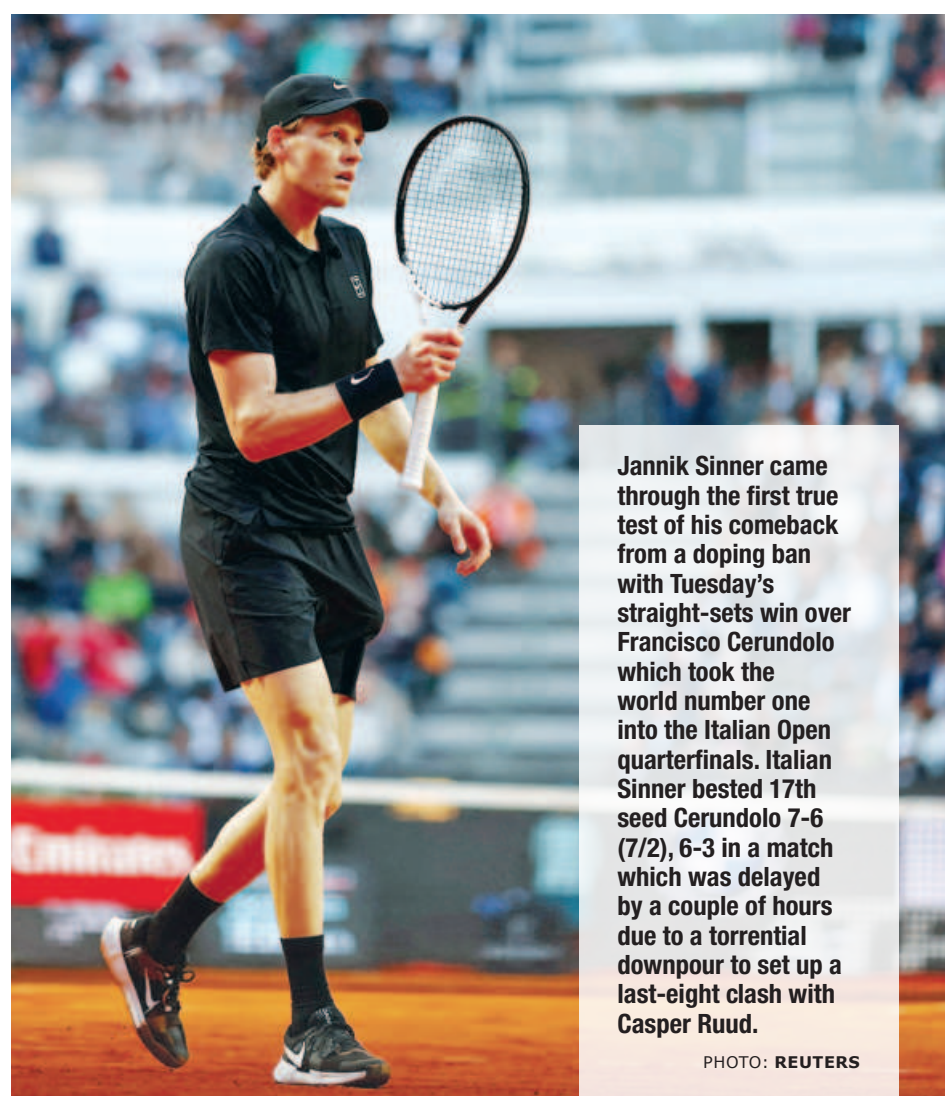 Jannik Sinner came
through the first true
test of his comeback
from a doping ban
with Tuesday's
straight-sets win over
Francisco Cerundolo
which took the
world number one
into the Italian Open
quarterfinals. Italian
Sinner bested 17th
seed Cerundolo 7-6
(7/2), 6-3 in a match
which was delayed
by a couple of hours
due to a torrential
downpour to set up a
last-eight clash with
Casper Ruud.
PHOTO: REUTERS
Emirates